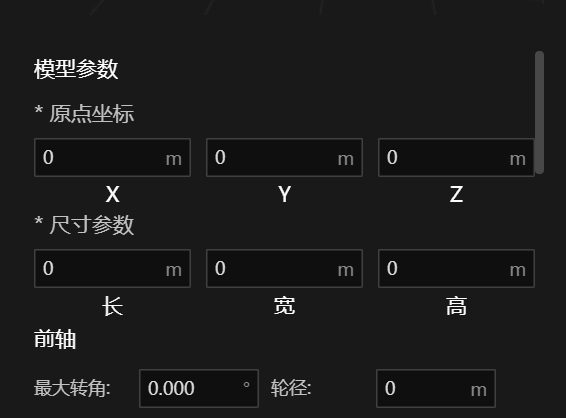 模型参数
* 原点坐标
0 m 0 m 0 m
X Y Z
* 尺寸参数
0 m 0 m 0 m
长 宽 高
前轴
最大转角: 0.000 ° 轮径: 0 m